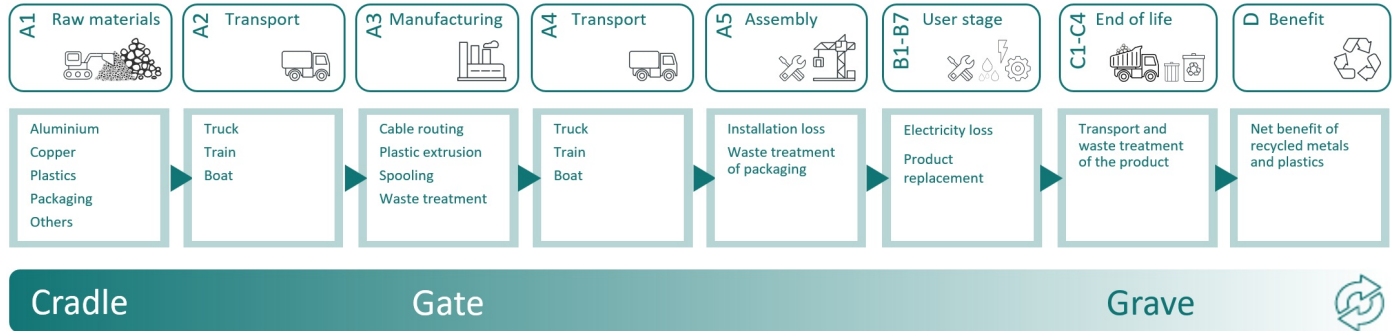 A1 Raw materials
A2 Transport
A3 Manufacturing
A4 Transport
A5 Assembly
B1-B7 User stage
C1-C4 End of life
D Benefit
Aluminium
Copper
Plastics
Packaging
Others
Truck
Train
Boat
Cable routing
Plastic extrusion
Spooling
Waste treatment
Truck
Train
Boat
Installation loss
Waste treatment
of packaging
Electricity loss
Product
replacement
Transport and
waste treatment
of the product
Net benefit of
recycled metals
and plastics
Cradle
Gate
Grave